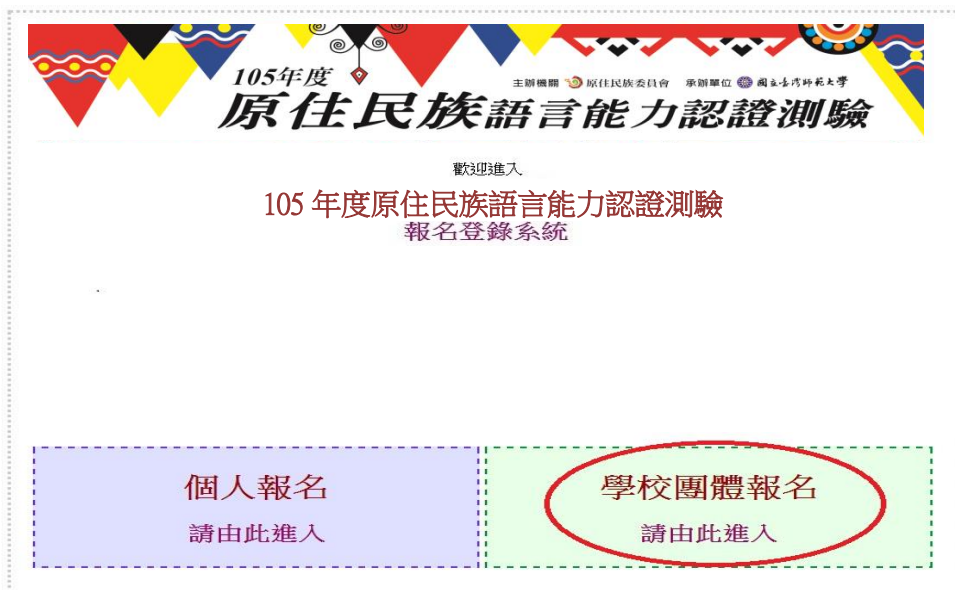 105年度
主辦機關 原住民族委員會 承辦單位 國立臺灣師範大學
原住民族語言能力認證測驗
歡迎進入
105 年度原住民族語言能力認證測驗
報名登錄系統
個人報名
請由此進入
學校團體報名
請由此進入